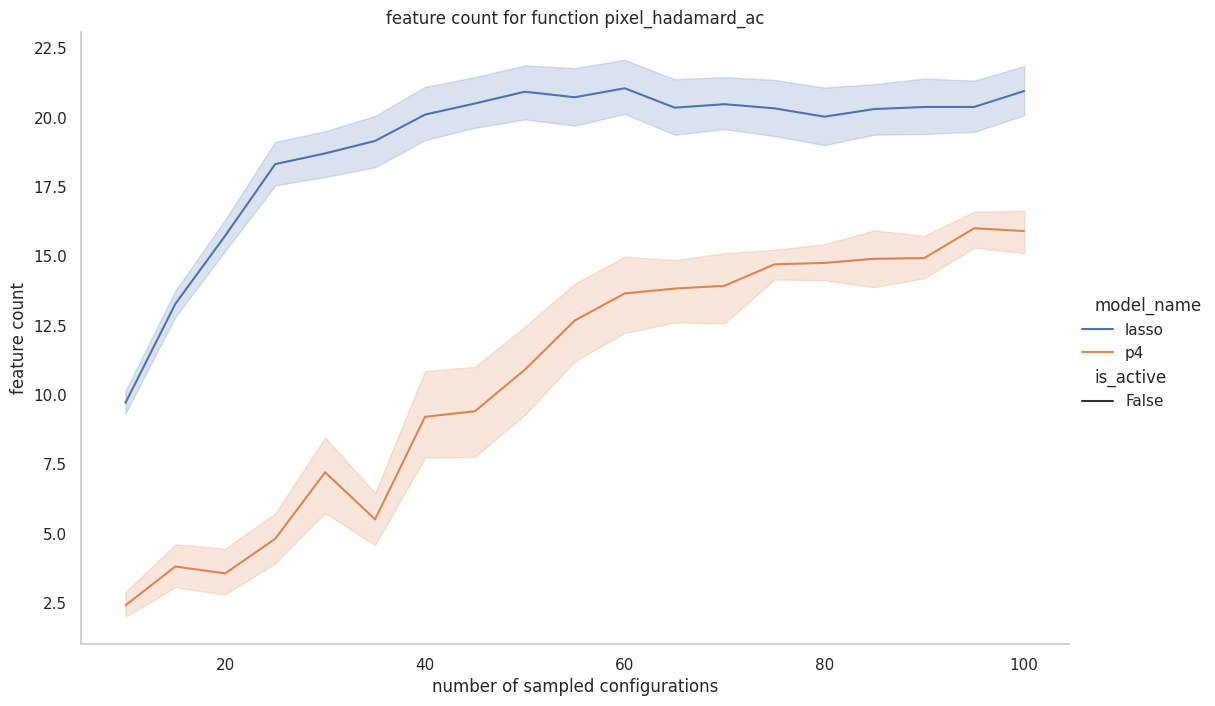 feature count for function pixel_hadamard_ac
22.5
20.0
17.5
15.0
12.5
10.0
7.5
5.0
2.5
feature count
20
40
60
80
100
number of sampled configurations
model_name
lasso
p4
is_active
False